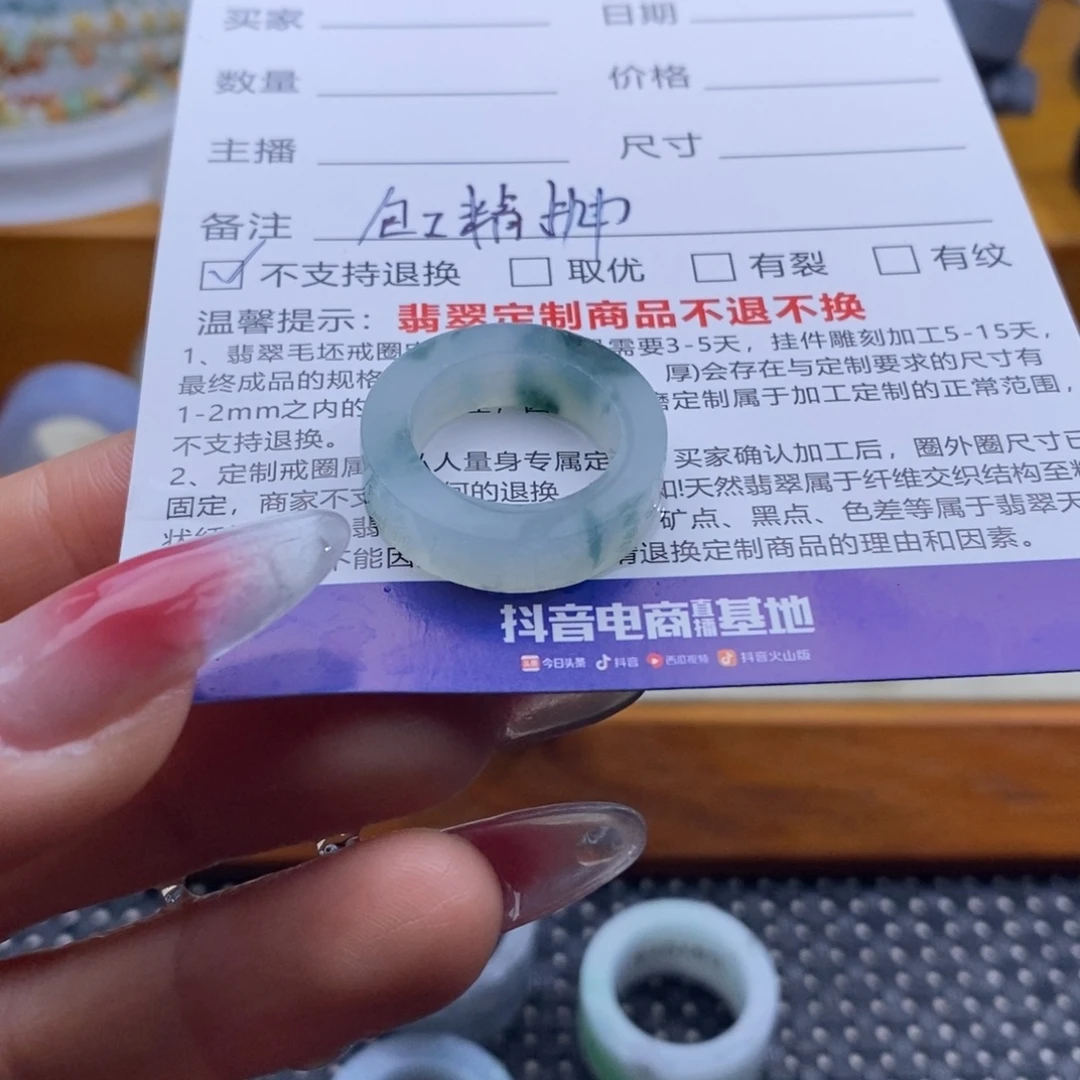 买家 日期
数量 价格
主播 尺寸
备注 包工精抛
不支持退换 取优 有裂 有纹
温馨提示：翡翠定制商品不退不换
1、翡翠毛坯戒圈 需要3-5天，挂件雕刻加工5-15天，
最终成品的规格 厚)会存在与定制要求的尺寸有
1-2mm之内的 定制属于加工定制的正常范围，
不支持退换。
2、定制戒圈属 人量身专属定 买家确认加工后，圈外圈尺寸已
固定，商家不支 何的退换 知!天然翡翠属于纤维交织结构至
矿点、黑点、色差等属于翡翠天
不能因 退换定制商品的理由和因素。
抖音电商直播基地
头条 今日头条 抖音 西瓜视频 抖音火山版